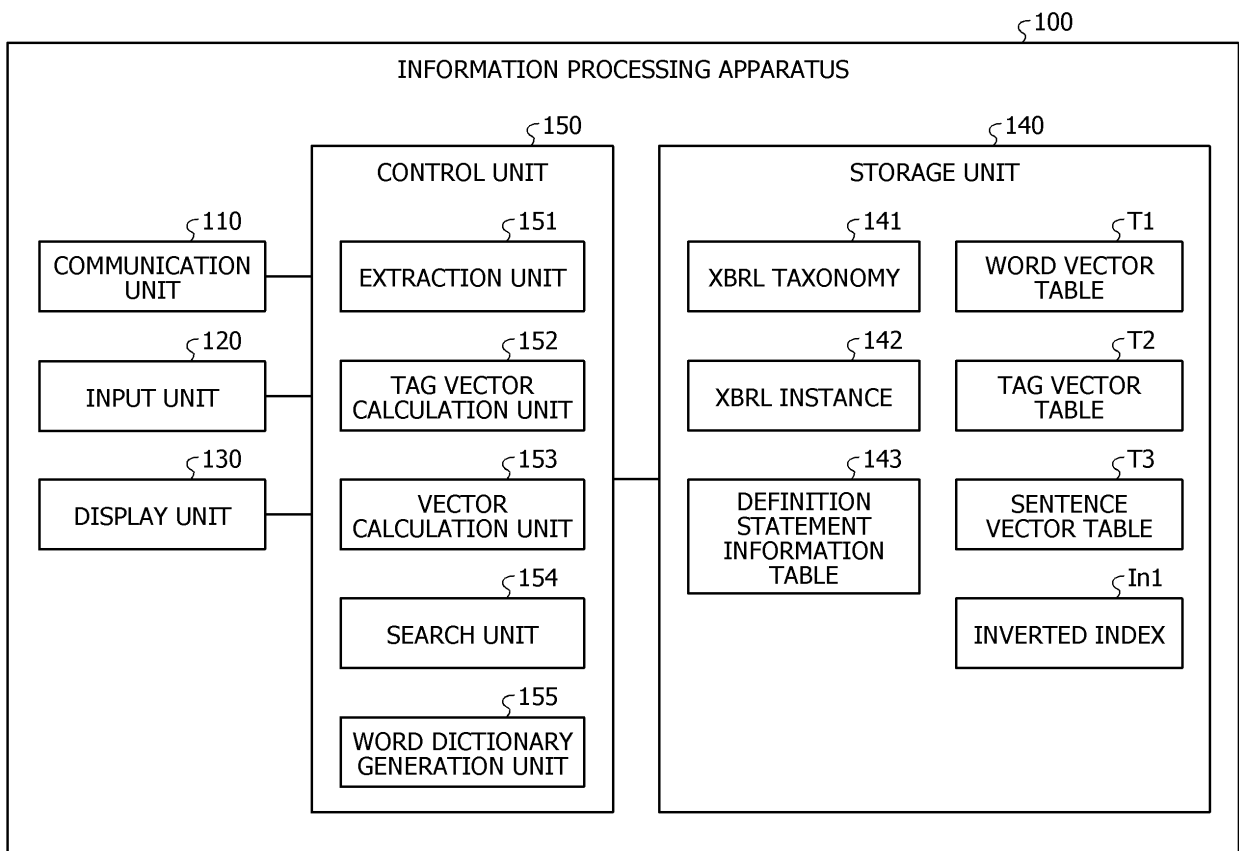 100
INFORMATION PROCESSING APPARATUS
150
CONTROL UNIT
140
STORAGE UNIT
110
COMMUNICATION
UNIT
120
INPUT UNIT
130
DISPLAY UNIT
151
EXTRACTION UNIT
152
TAG VECTOR
CALCULATION UNIT
153
VECTOR
CALCULATION UNIT
154
SEARCH UNIT
155
WORD DICTIONARY
GENERATION UNIT
141
XBRL TAXONOMY
142
XBRL INSTANCE
143
DEFINITION
STATEMENT
INFORMATION
TABLE
T1
WORD VECTOR
TABLE
T2
TAG VECTOR
TABLE
T3
SENTENCE
VECTOR TABLE
In1
INVERTED INDEX